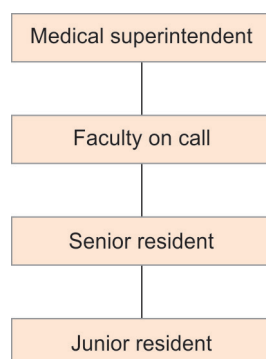 Medical superintendent
Faculty on call
Senior resident
Junior resident